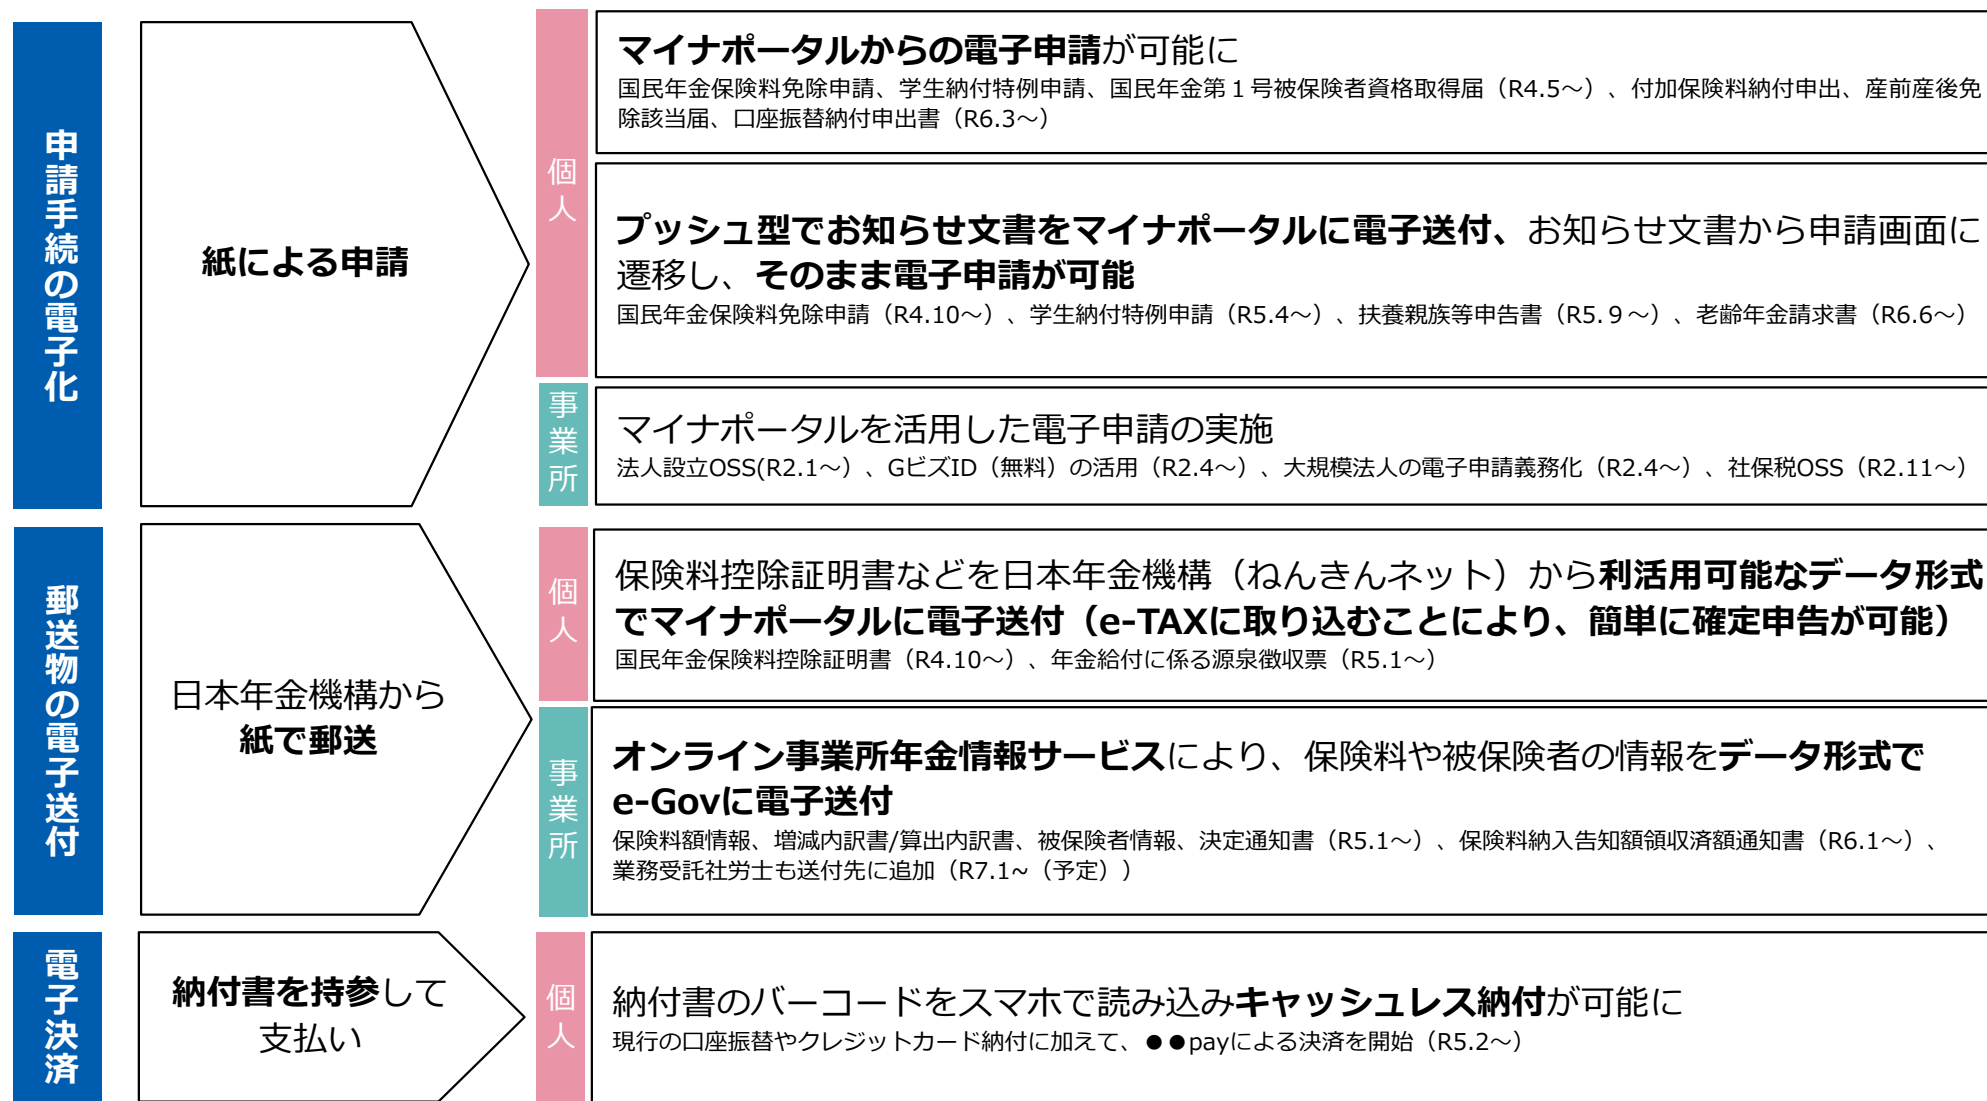 申請手続の電子化
紙による申請
個人
マイナポータルからの電子申請が可能に
国民年金保険料免除申請、学生納付特例申請、国民年金第１号被保険者資格取得届（R4.5～）、付加保険料納付申出、産前産後免
除該当届、口座振替納付申出書（R6.3～）
プッシュ型でお知らせ文書をマイナポータルに電子送付、お知らせ文書から申請画面に
遷移し、そのまま電子申請が可能
国民年金保険料免除申請（R4.10～）、学生納付特例申請（R5.4～）、扶養親族等申告書（R5.９～）、老齢年金請求書（R6.6～）
事業所
マイナポータルを活用した電子申請の実施
法人設立OSS(R2.1～）、GビズID（無料）の活用（R2.4～）、大規模法人の電子申請義務化（R2.4～）、社保税OSS（R2.11～）
郵送物の電子送付
日本年金機構から
紙で郵送
個人
保険料控除証明書などを日本年金機構（ねんきんネット）から利活用可能なデータ形式
でマイナポータルに電子送付（e-TAXに取り込むことにより、簡単に確定申告が可能）
国民年金保険料控除証明書（R4.10～）、年金給付に係る源泉徴収票（R5.1～）
事業所
オンライン事業所年金情報サービスにより、保険料や被保険者の情報をデータ形式で
e-Govに電子送付
保険料額情報、増減内訳書/算出内訳書、被保険者情報、決定通知書（R5.1～）、保険料納入告知額領収済額通知書（R6.1～）、
業務受託社労士も送付先に追加（R7.1~（予定））
電子決済
納付書を持参して
支払い
個人
納付書のバーコードをスマホで読み込みキャッシュレス納付が可能に
現行の口座振替やクレジットカード納付に加えて、●●payによる決済を開始（R5.2～）